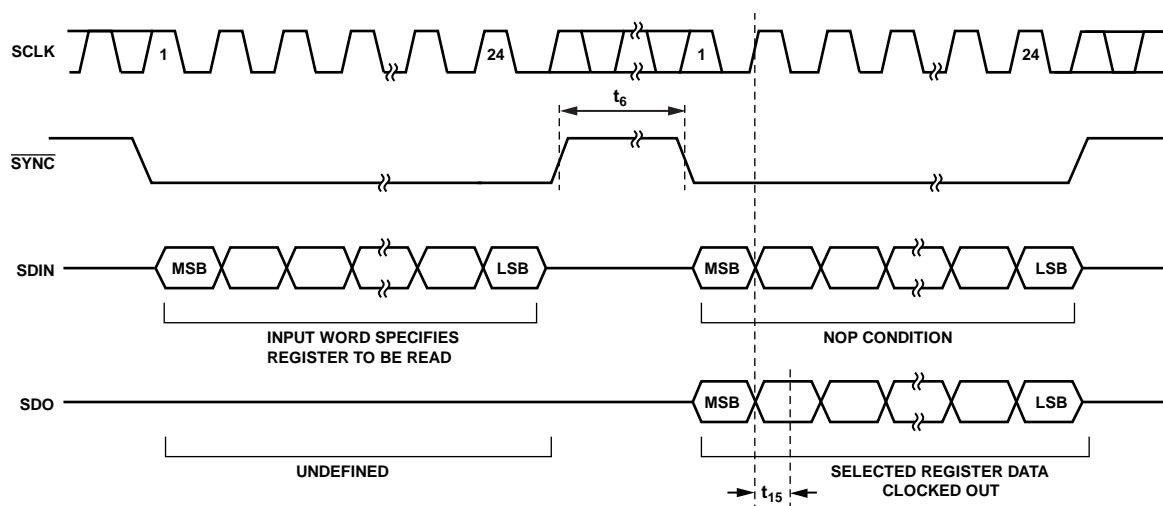 SCLK 1 24 1 24
t6
SYNC
SDIN MSB LSB MSB LSB
INPUT WORD SPECIFIES
REGISTER TO BE READ
NOP CONDITION
SDO MSB LSB
UNDEFINED
SELECTED REGISTER DATA
CLOCKED OUT
t15